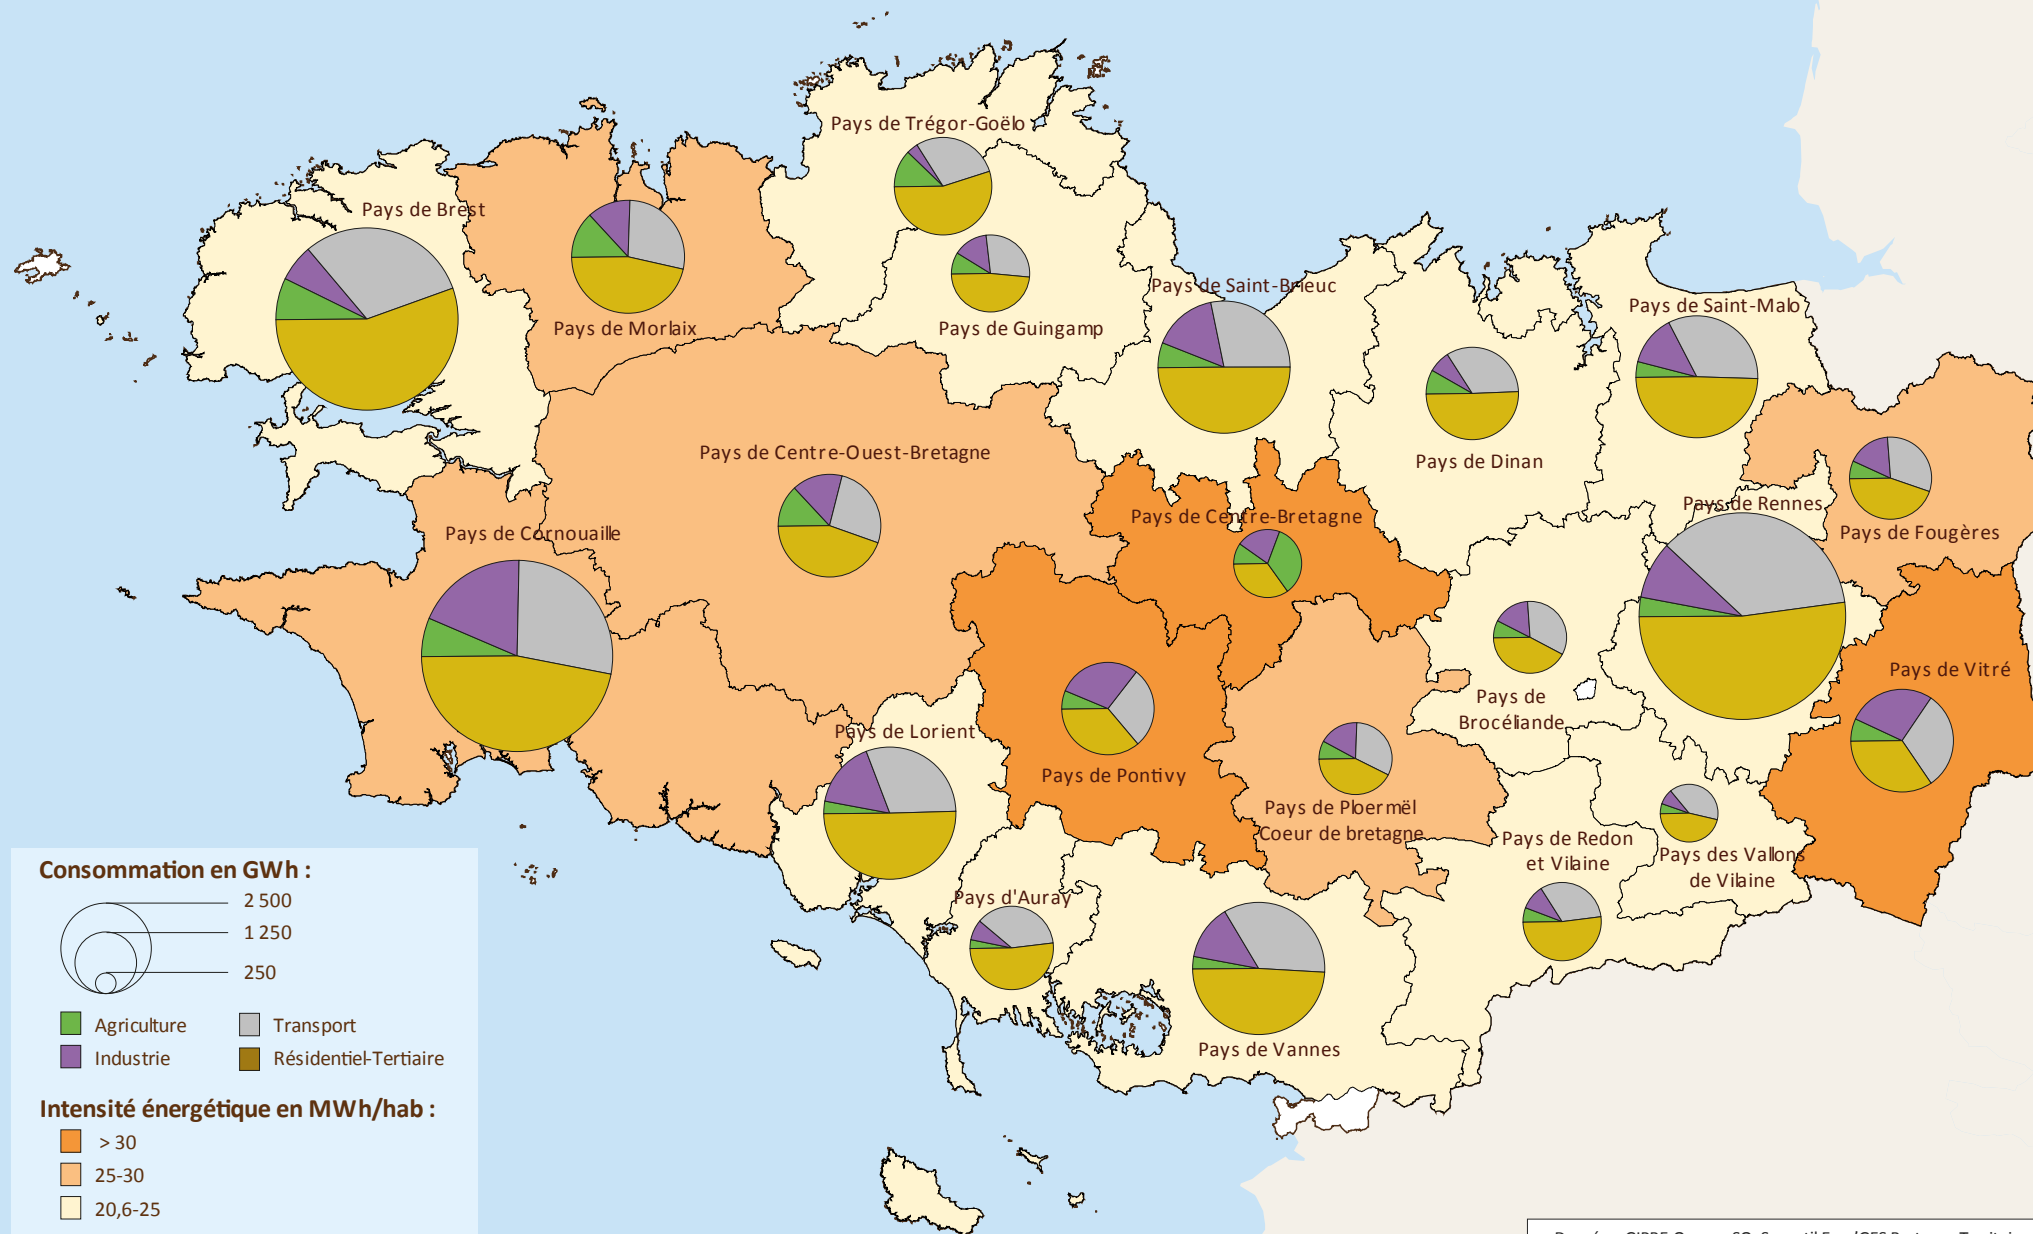 Pays de Trégor-Goëlo
Pays de Brest
Pays de Morlaix
Pays de Guingamp
Pays de Saint-Brieuc
Pays de Saint-Malo
Pays de Dinan
Pays de Centre-Ouest-Bretagne
Pays de Centre-Bretagne
Pays de Rennes
Pays de Fougères
Pays de Cornouaille
Pays de Vitré
Pays de
Brocéliande
Pays de Lorient
Pays de Pontivy
Pays de Ploermël
Coeur de bretagne
Pays de Redon
et Vilaine
Pays des Vallons
de Vilaine
Pays d'Auray
Pays de Vannes
Consommation en GWh :
2 500
1 250
250
Agriculture
Transport
Industrie
Résidentiel-Tertiaire
Intensité énergétique en MWh/hab :
> 30
25-30
20,6-25